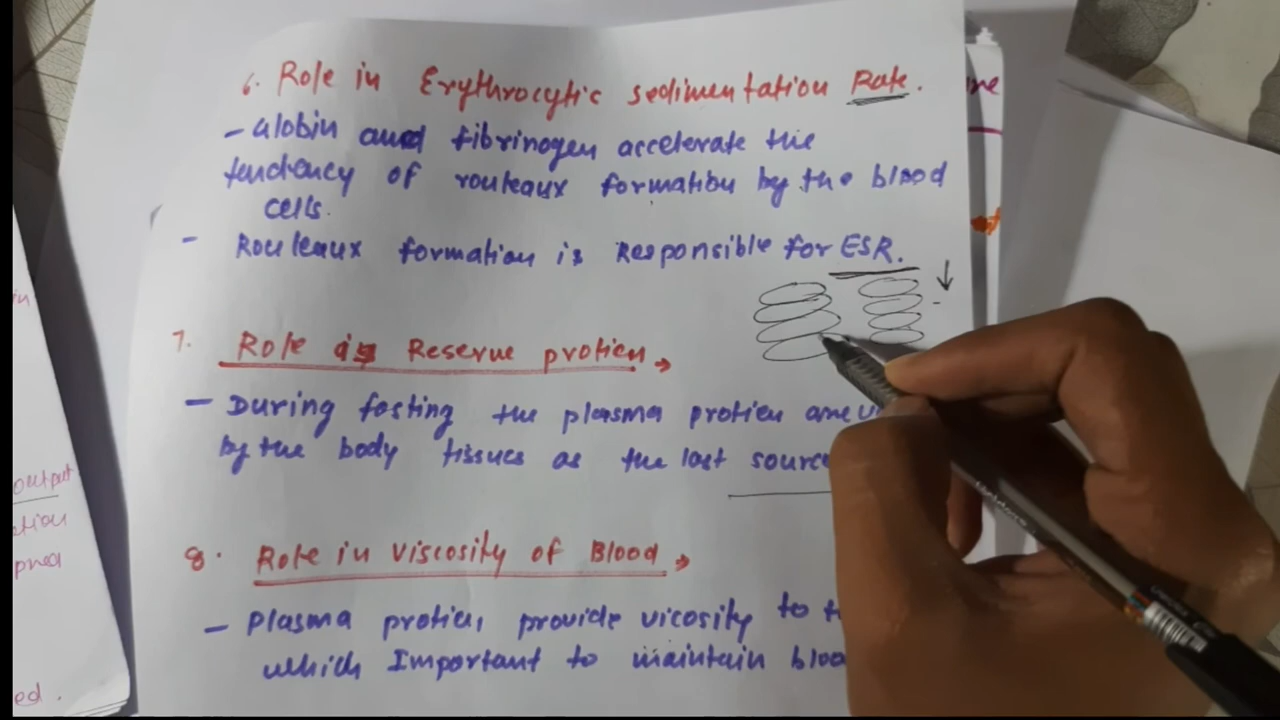 6. Role in Erythrocytic sedimentation Rate.
- Globin and fibrinogen accelerate the
tendency of rouleaux formation by the blood
cells.
- Rouleaux formation is Responsible for ESR.
7. Role as Reserve protien →
- During fasting the plasma protien are
by the body tissues as the last source
8. Role in viscosity of Blood →
- Plasma protien provide vicosity to
which Important to maintain
output
ed.